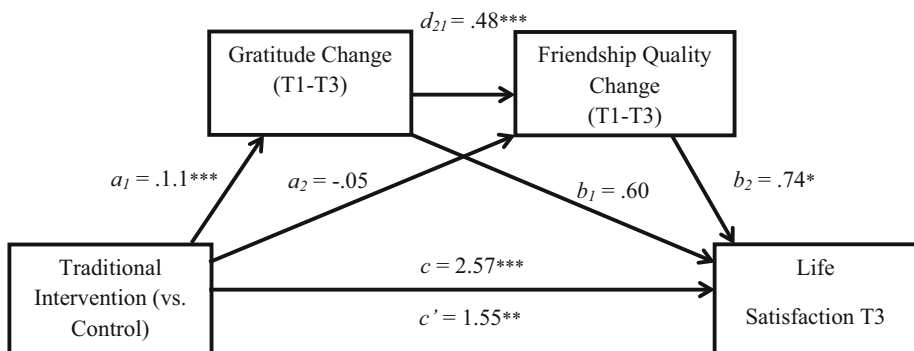 d21 = .48***
Gratitude Change
(T1-T3)
Friendship Quality
Change
(T1-T3)
a1 = .1.1***
a2 = -.05
b1 = .60
b2 = .74*
Traditional
Intervention (vs.
Control)
c = 2.57***
c' = 1.55**
Life
Satisfaction T3